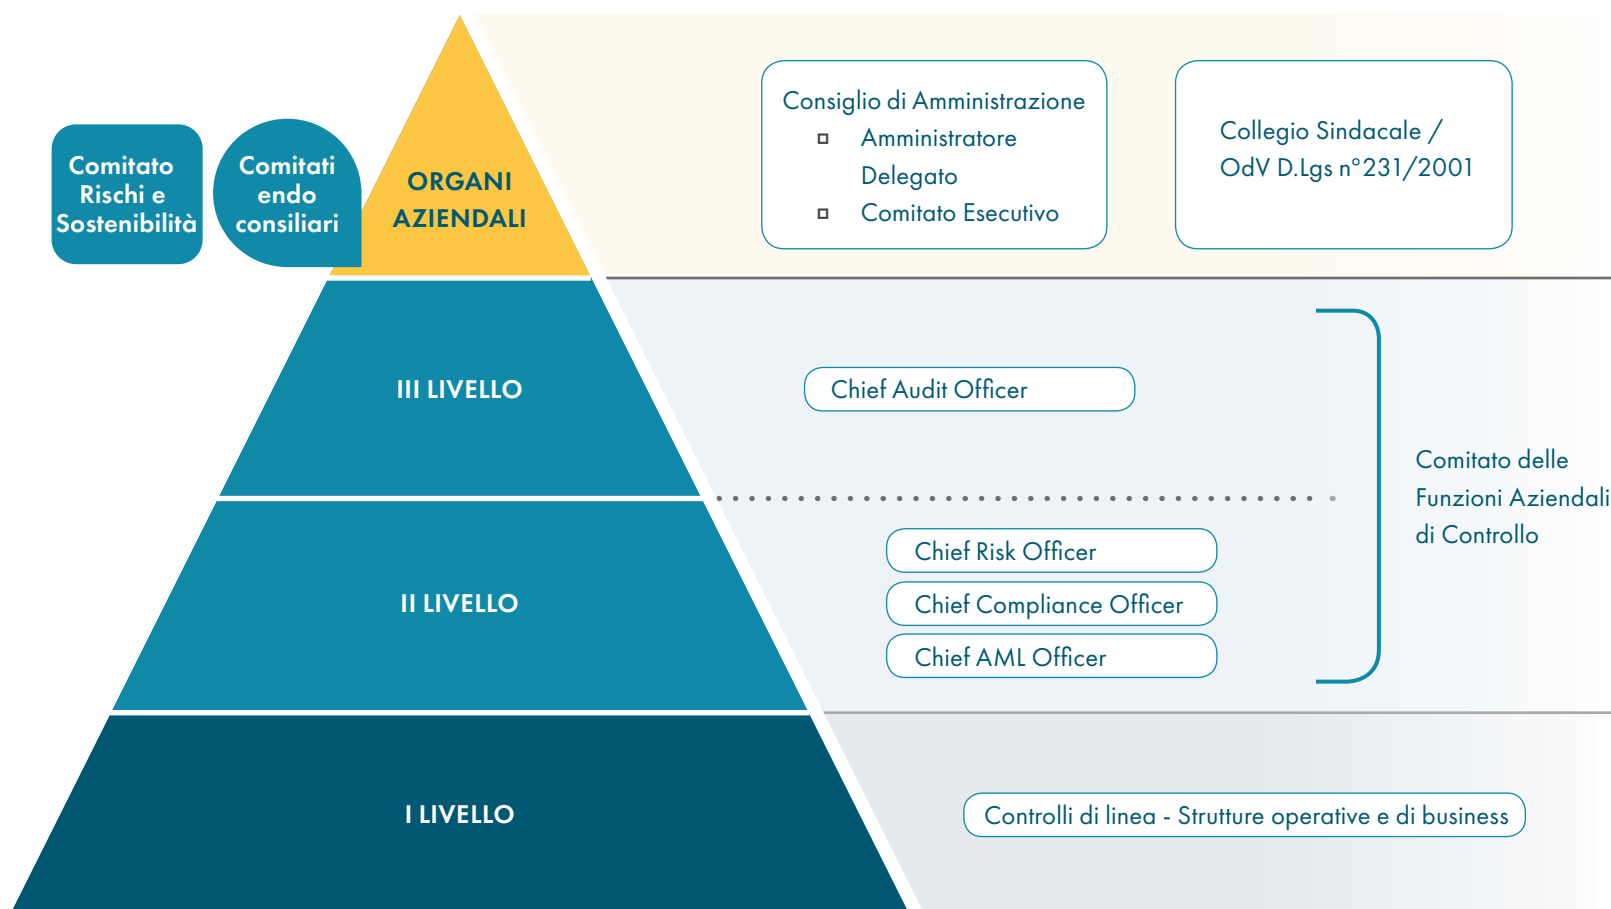 Comitato
Rischi e
Sostenibilità
Comitati
endo
consiliari
ORGANI
AZIENDALI
Consiglio di Amministrazione
Amministratore
Delegato
Comitato Esecutivo
Collegio Sindacale /
OdV D.Lgs n°231/2001
III LIVELLO
Chief Audit Officer
Comitato delle
Funzioni Aziendali
di Controllo
II LIVELLO
Chief Risk Officer
Chief Compliance Officer
Chief AML Officer
I LIVELLO
Controlli di linea - Strutture operative e di business